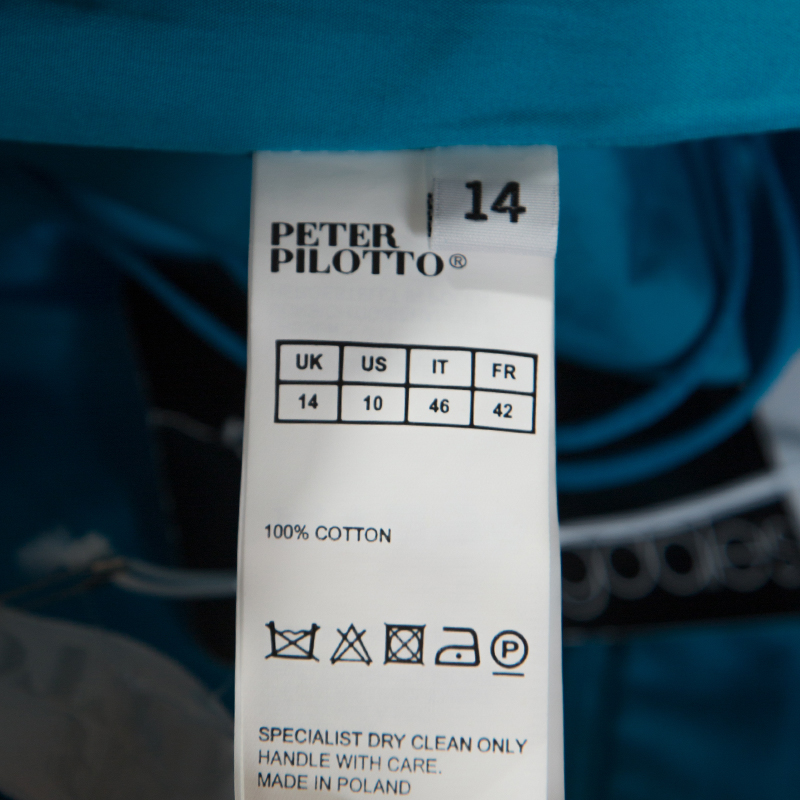 14
PETER
PILOTTO®
UK US IT FR
14 10 46 42
100% COTTON
P
SPECIALIST DRY CLEAN ONLY
HANDLE WITH CARE.
MADE IN POLAND